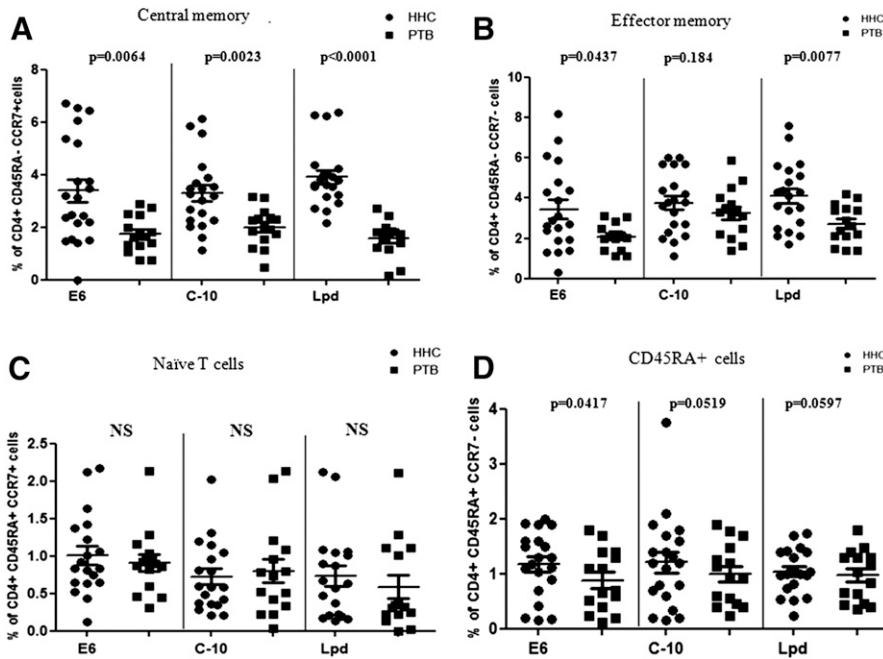 A
Central memory
HHC
PTB
p=0.0064
p=0.0023
p<0.0001
% of CD4+ CD45RA- CCR7+cells
8
6
4
2
0
E6
C-10
Lpd
B
Effector memory
HHC
PTB
p=0.0437
p=0.184
p=0.0077
% of CD4+ CD45RA- CCR7- cells
10
8
6
4
2
0
E6
C-10
Lpd
C
Naïve T cells
HHC
PTB
NS
NS
NS
% of CD4+ CD45RA+ CCR7+ cells
2.5
2.0
1.5
1.0
0.5
0.0
E6
C-10
Lpd
D
CD45RA+ cells
HHC
PTB
p=0.0417
p=0.0519
p=0.0597
% of CD4+ CD45RA+ CCR7- cells
4
3
2
1
0
E6
C-10
Lpd